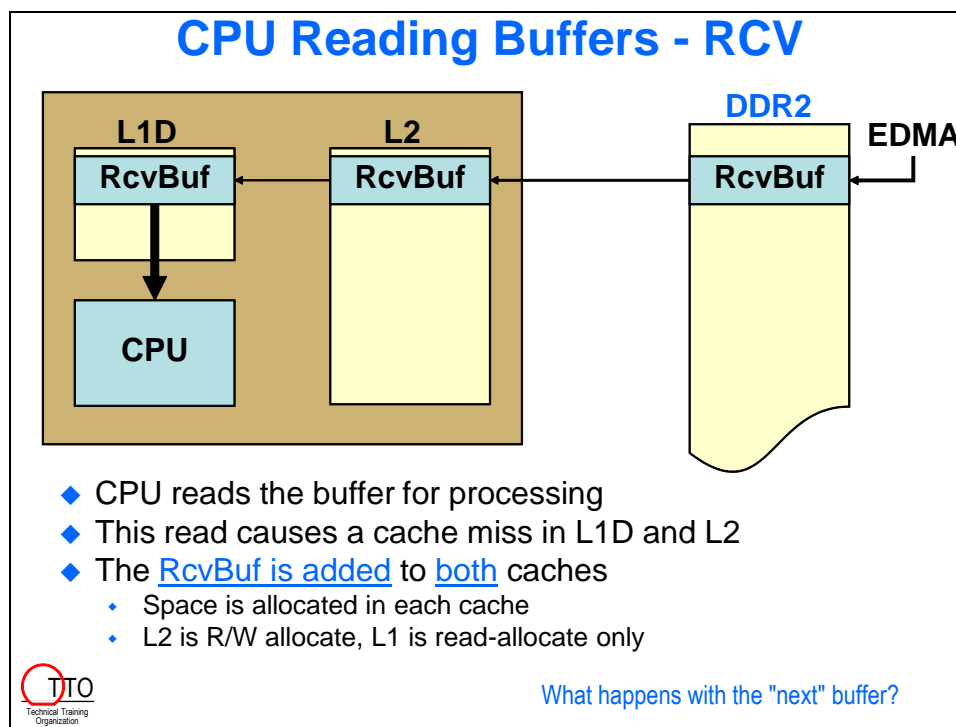 CPU Reading Buffers - RCV
DDR2
L1D
L2
EDMA
RcvBuf
RcvBuf
RcvBuf
CPU
◆ CPU reads the buffer for processing
◆ This read causes a cache miss in L1D and L2
◆ The RcvBuf is added to both caches
◆ Space is allocated in each cache
◆ L2 is R/W allocate, L1 is read-allocate only
TTO
Technical Training
Organization
What happens with the "next" buffer?